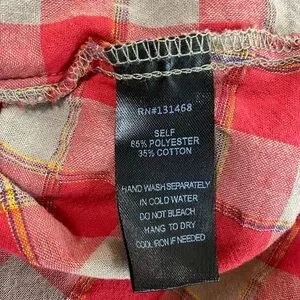 RN#131468
SELF
65% POLYESTER
35% COTTON
HAND WASH SEPARATELY
IN COLD WATER
DO NOT BLEACH
HANG TO DRY
COOL IRON IF NEEDED